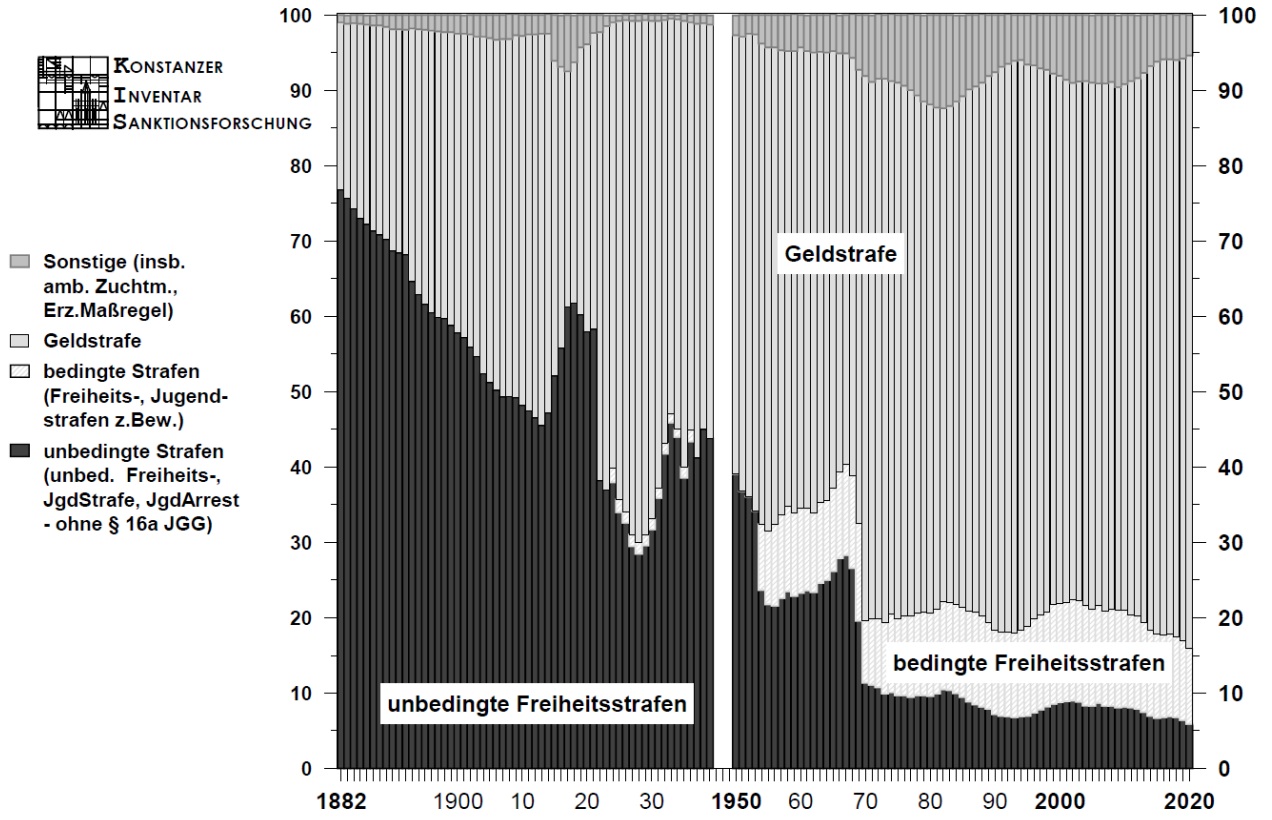 100
90
80
70
60
50
40
30
20
10
0
KONSTANZER
INVENTAR
SANKTIONSFORSCHUNG
Sonstige (insb.
amb. Zuchtm.,
Erz.Maßregel)
Geldstrafe
bedingte Strafen
(Freiheits-, Jugend-
strafen z.Bew.)
unbedingte Strafen
(unbed. Freiheits-,
JgdStrafe, JgdArrest
- ohne § 16a JGG)
Geldstrafe
bedingte Freiheitsstrafen
unbedingte Freiheitsstrafen
100
90
80
70
60
50
40
30
20
10
0
1882 1900 10 20 30 1950 60 70 80 90 2000 2020